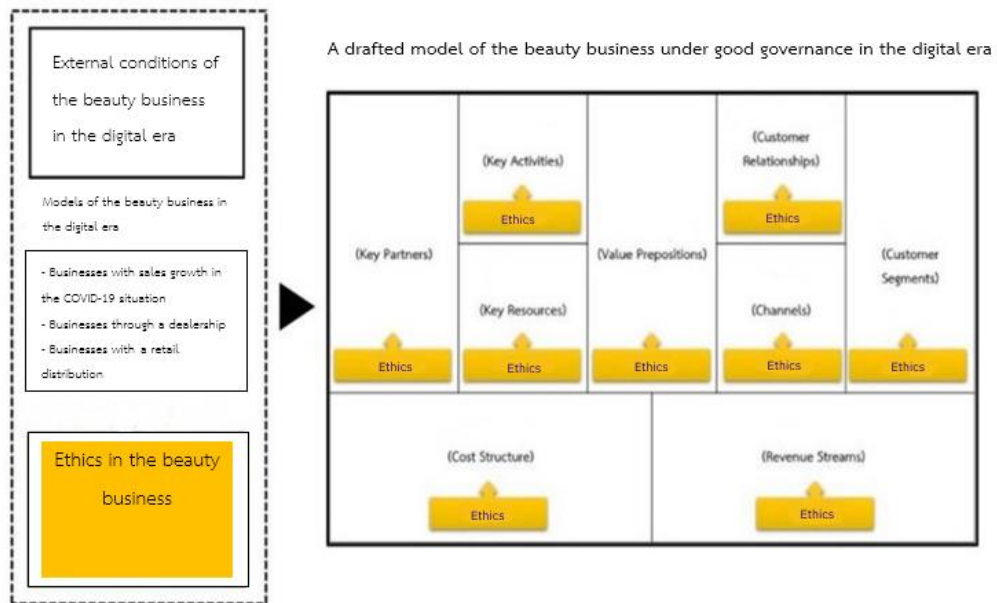 External conditions of
the beauty business
in the digital era
Models of the beauty business in
the digital era
- Businesses with sales growth in
the COVID-19 situation
- Businesses through a dealership
- Businesses with a retail
distribution
Ethics in the beauty
business
A drafted model of the beauty business under good governance in the digital era
(Key Partners)
Ethics
(Key Activities)
Ethics
(Key Resources)
Ethics
(Value Prepositions)
Ethics
(Customer
Relationships)
Ethics
(Channels)
Ethics
(Customer
Segments)
Ethics
(Cost Structure)
Ethics
(Revenue Streams)
Ethics